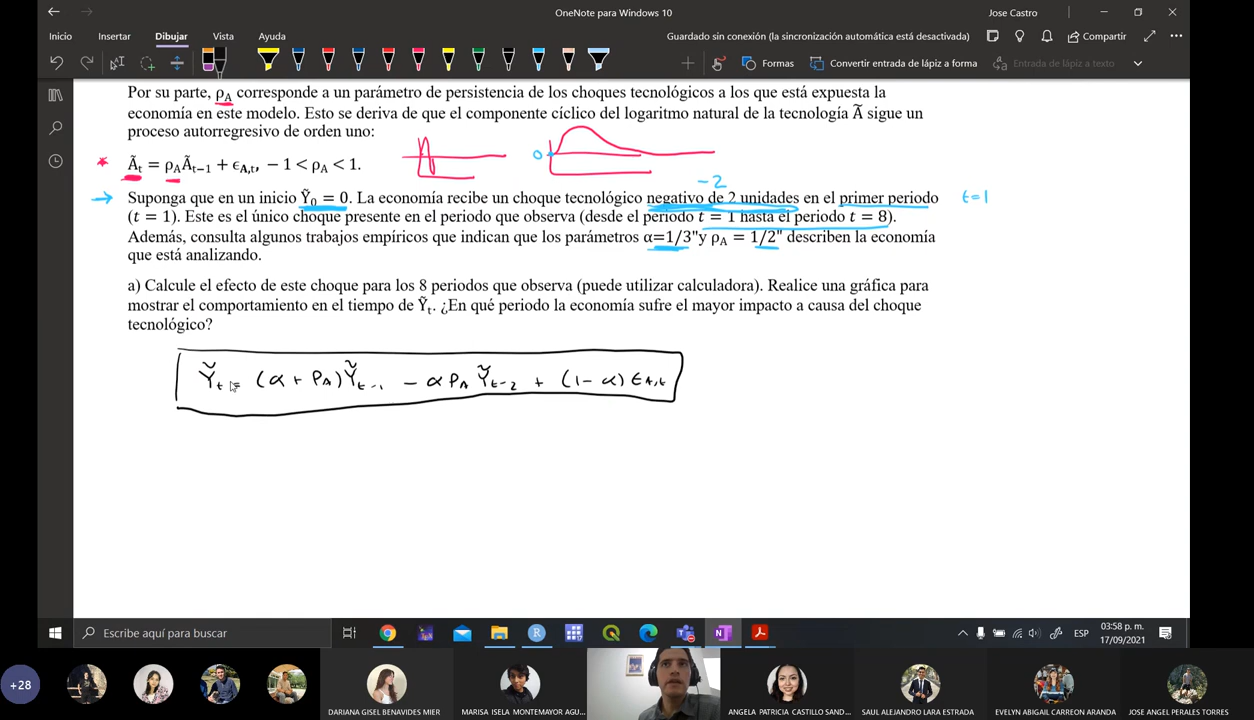 OneNote para Windows 10
Jose Castro
Inicio
Insertar
Dibujar
Vista
Ayuda
Guardado sin conexión (la sincronización automática está desactivada)
Compartir
Formas
Convertir entrada de lápiz a forma
Entrada de lápiz a texto
Por su parte, ρA corresponde a un parámetro de persistencia de los choques tecnológicos a los que está expuesta la
economía en este modelo. Esto se deriva de que el componente cíclico del logaritmo natural de la tecnología Ã sigue un
proceso autorregresivo de orden uno:
0
* Ãt = ρAÃt−1 + ϵA,t, − 1 < ρA < 1.
-2
→ Suponga que en un inicio Ỹ0 = 0. La economía recibe un choque tecnológico negativo de 2 unidades en el primer periodo t=1
(t = 1). Este es el único choque presente en el periodo que observa (desde el periodo t = 1 hasta el periodo t = 8).
Además, consulta algunos trabajos empíricos que indican que los parámetros α=1/3"y ρA = 1/2" describen la economía
que está analizando.
a) Calcule el efecto de este choque para los 8 periodos que observa (puede utilizar calculadora). Realice una gráfica para
mostrar el comportamiento en el tiempo de Ỹt. ¿En qué periodo la economía sufre el mayor impacto a causa del choque
tecnológico?
Ỹt = (α + ρA)Ỹt-1 - αρA Ỹt-2 + (1-α) ϵA,t
Escribe aquí para buscar
ESP
03:58 p. m.
17/09/2021
+28
DARIANA GISEL BENAVIDES MIER
MARISA ISELA MONTEMAYOR AGU...
ANGELA PATRICIA CASTILLO SAND...
SAUL ALEJANDRO LARA ESTRADA
EVELYN ABIGAIL CARREON ARANDA
JOSE ANGEL PERALES TORRES